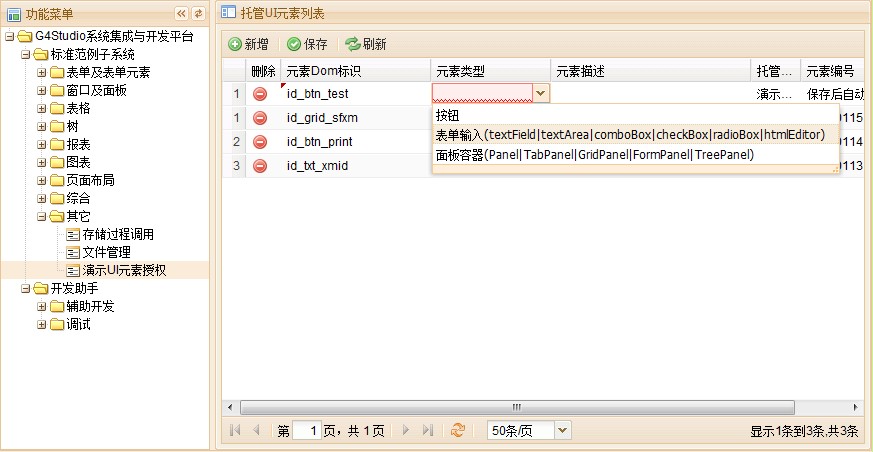 功能菜单
G4Studio系统集成与开发平台
标准范例子系统
表单及表单元素
窗口及面板
表格
树
报表
图表
页面布局
综合
其它
存储过程调用
文件管理
演示UI元素授权
开发助手
辅助开发
调试
托管UI元素列表
新增 保存 刷新
删除 元素Dom标识 元素类型 元素描述 托管... 元素编号
1 id_btn_test 演示... 保存后自动
1 id_grid_sfxm 0115
2 id_btn_print 0114
3 id_txt_xmid 0113
按钮
表单输入(textField|textArea|comboBox|checkBox|radioBox|htmlEditor)
面板容器(Panel|TabPanel|GridPanel|FormPanel|TreePanel)
第 1 页，共 1 页 50条/页 显示1条到3条,共3条